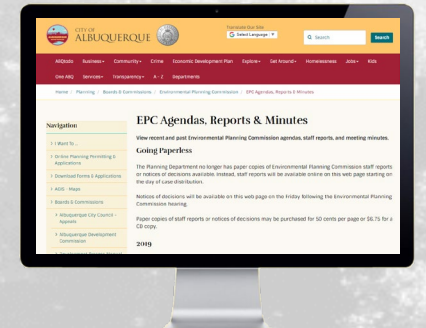 CITY OF
ALBUQUERQUE
Translate Our Site
Select Language
Search
Search
ABQtodo Business Community Crime Economic Development Plan Explore Get Around Homelessness Jobs Kids
One ABQ Services Transparency A - Z Departments
Home / Planning / Boards & Commissions / Environmental Planning Commission / EPC Agendas, Reports & Minutes
Navigation
I Want to ...
Online Planning Permitting & Applications
Download Forms & Applications
AGIS - Maps
Boards & Commissions
Albuquerque City Council - Appeals
Albuquerque Development Commission
EPC Agendas, Reports & Minutes
View recent and past Environmental Planning Commission agendas, staff reports, and meeting minutes.
Going Paperless
The Planning Department no longer has paper copies of Environmental Planning Commission staff reports
or notices of decisions available. Instead, staff reports will be available online on this web page starting on
the day of case distribution.
Notices of decisions will be available on this web page on the Friday following the Environmental Planning
Commission hearing.
Paper copies of staff reports or notices of decisions may be purchased for 50 cents per page or $6.75 for a
CD copy.
2019